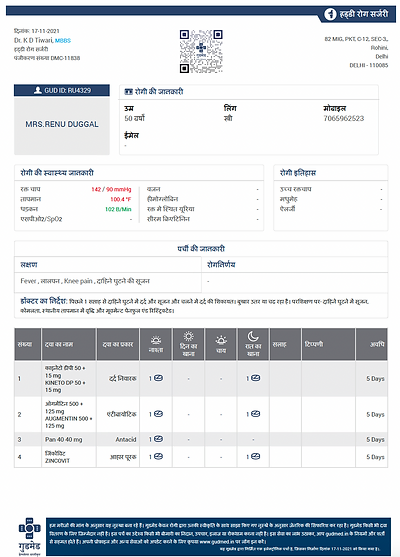 हड्डी रोग सर्जरी
दिनांक: 17-11-2021
Dr. K D Tiwari, MBBS
हड्डी रोग सर्जरी
पंजीकरण संख्या DMC-11838
82 MIG, PKT, C-12, SEC-3,,
Rohini,
Delhi
DELHI - 110085
GUD ID: RU4329
MRS.RENU DUGGAL
रोगी की जानकारी
उम्र लिंग मोबाइल
50 वर्षो स्त्री 7065962523
ईमेल
-
रोगी की स्वास्थ्य जानकारी
रक्त चाप 142 / 90 mmHg वजन -
तापमान 100.4 °F हीमोग्लोबिन -
धड़कन 102 B/Min रक्त में स्थित यूरिया -
एसपीओ2/SpO2 - सीरम क्रिएटिनिन -
रोगी इतिहास
उच्च रक्तचाप -
मधुमेह -
ऐलर्जी -
पर्ची की जानकारी
लक्षण रोगनिर्णय
Fever , लालपन , Knee pain , दाहिने घुटने की सूजन -
डॉक्टर का निर्देश: पिछले 1 सप्ताह से दाहिने घुटने में दर्द और सूजन और चलने में दर्द की शिकायत। बुखार उतर चढ़ रहा है। परीक्षण पर- दाहिने घुटने में सूजन,
कोमलता, स्थानीय तापमान में वृद्धि और मूवमेन्ट पेनफुल एंड रिस्ट्रिक्टेड।
संख्या दवा का नाम दवा का प्रकार नाश्ता दिन का खाना चाय रात का खाना सलाह टिप्पणी अवधि
1 काइनेटो डीपी 50 + 15 mg KINETO DP 50 + 15 mg दर्द निवारक 1 - - 1 5 Days
2 ओगमेंटिन 500 + 125 mg AUGMENTIN 500 + 125 mg एंटीबायोटिक 1 - - 1 5 Days
3 Pan 40 40 mg Antacid 1 - - - 5 Days
4 जिंकोविट ZINCOVIT आहार पूरक 1 - - 1 5 Days
गुडमेड